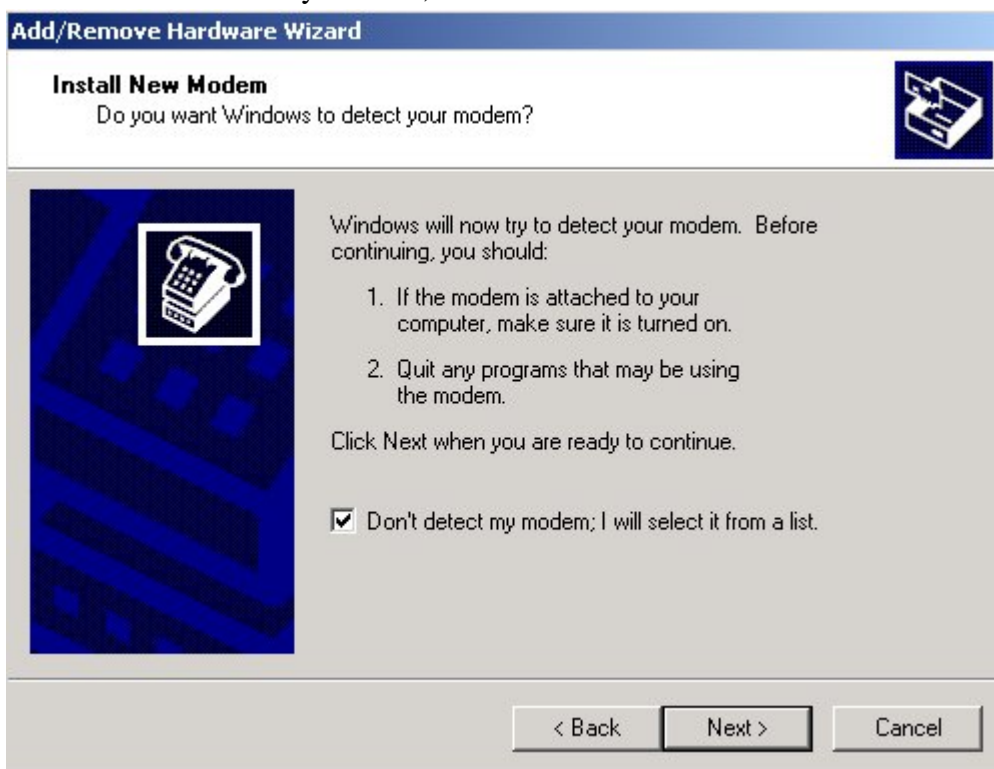 Add/Remove Hardware Wizard
Install New Modem
Do you want Windows to detect your modem?
Windows will now try to detect your modem.  Before
continuing, you should:
1. If the modem is attached to your
computer, make sure it is turned on.
2. Quit any programs that may be using
the modem.
Click Next when you are ready to continue.
Don't detect my modem; I will select it from a list.
< Back
Next >
Cancel